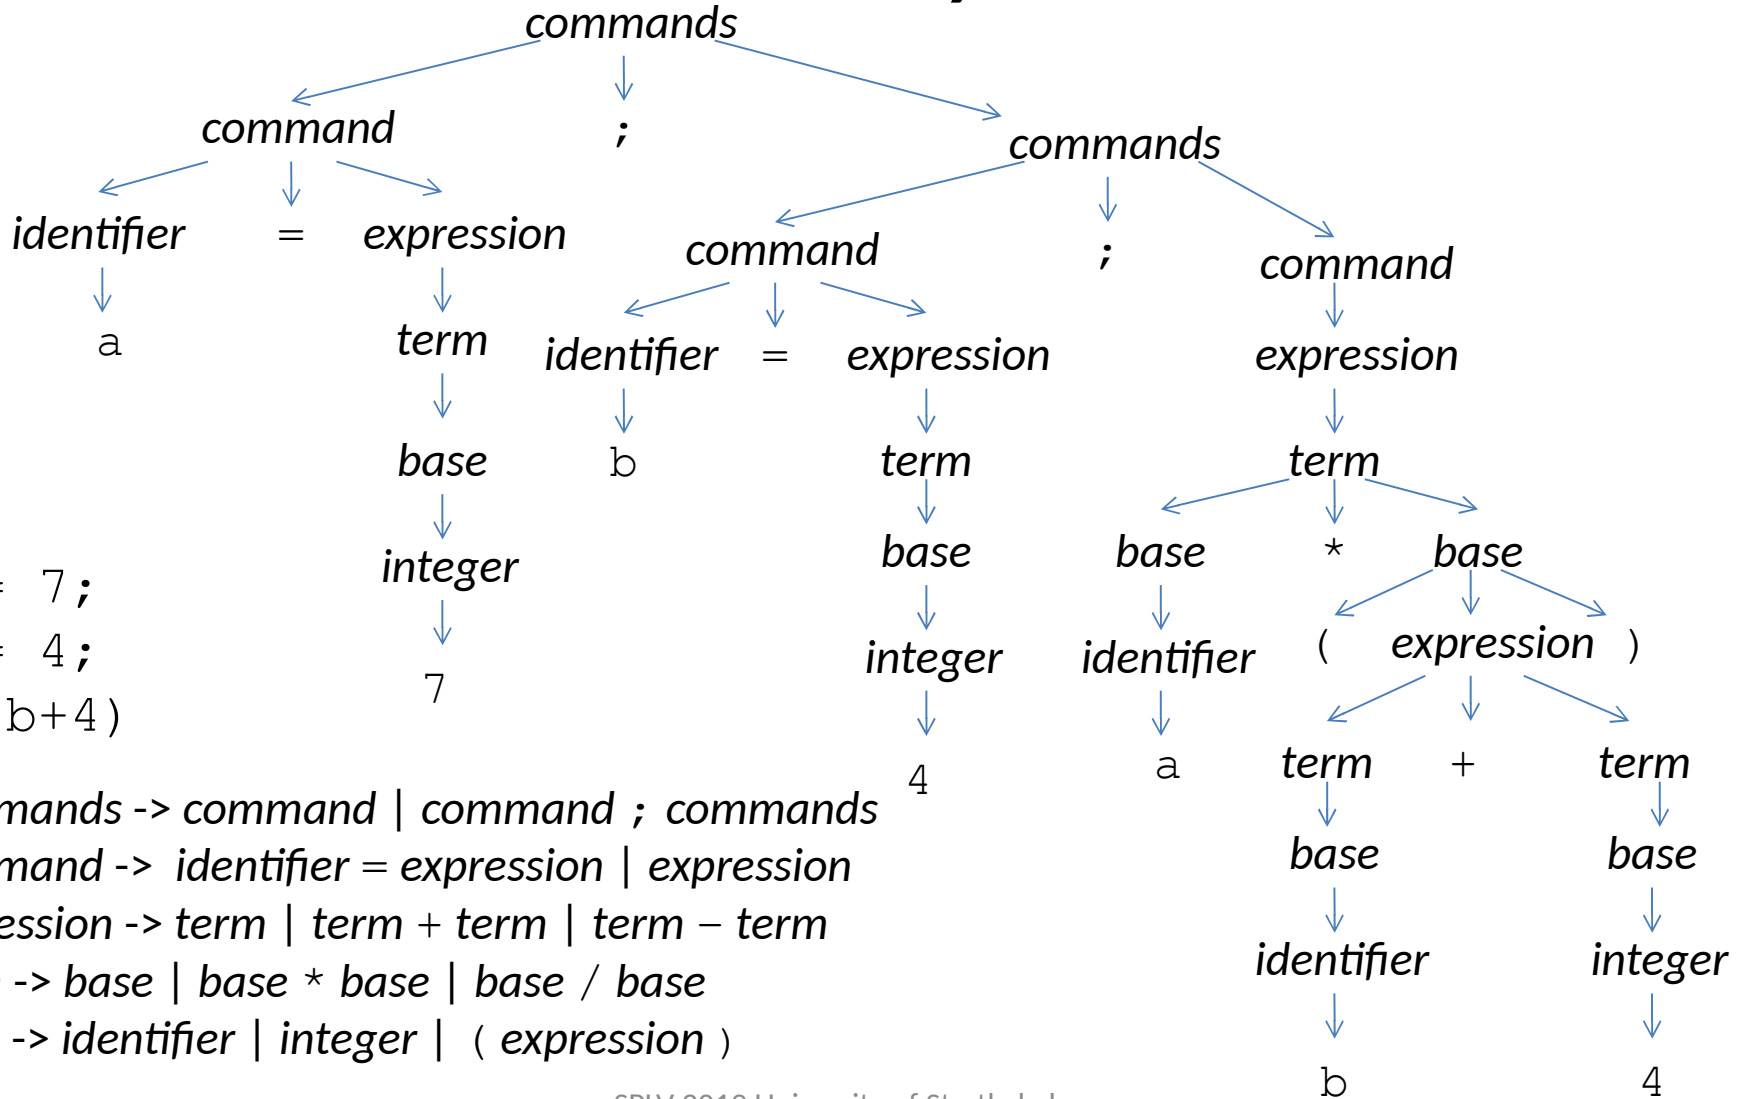 commands
command ; commands
identifier = expression command ; command
a term identifier = expression expression
base b term term
integer base base * base
= 7;
7 integer identifier ( expression )
= 4;
b+4)
4 a term + term
mands -> command | command ; commands
mand -> identifier = expression | expression base base
ession -> term | term + term | term − term
identifier integer
-> base | base * base | base / base
-> identifier | integer | ( expression )
b 4